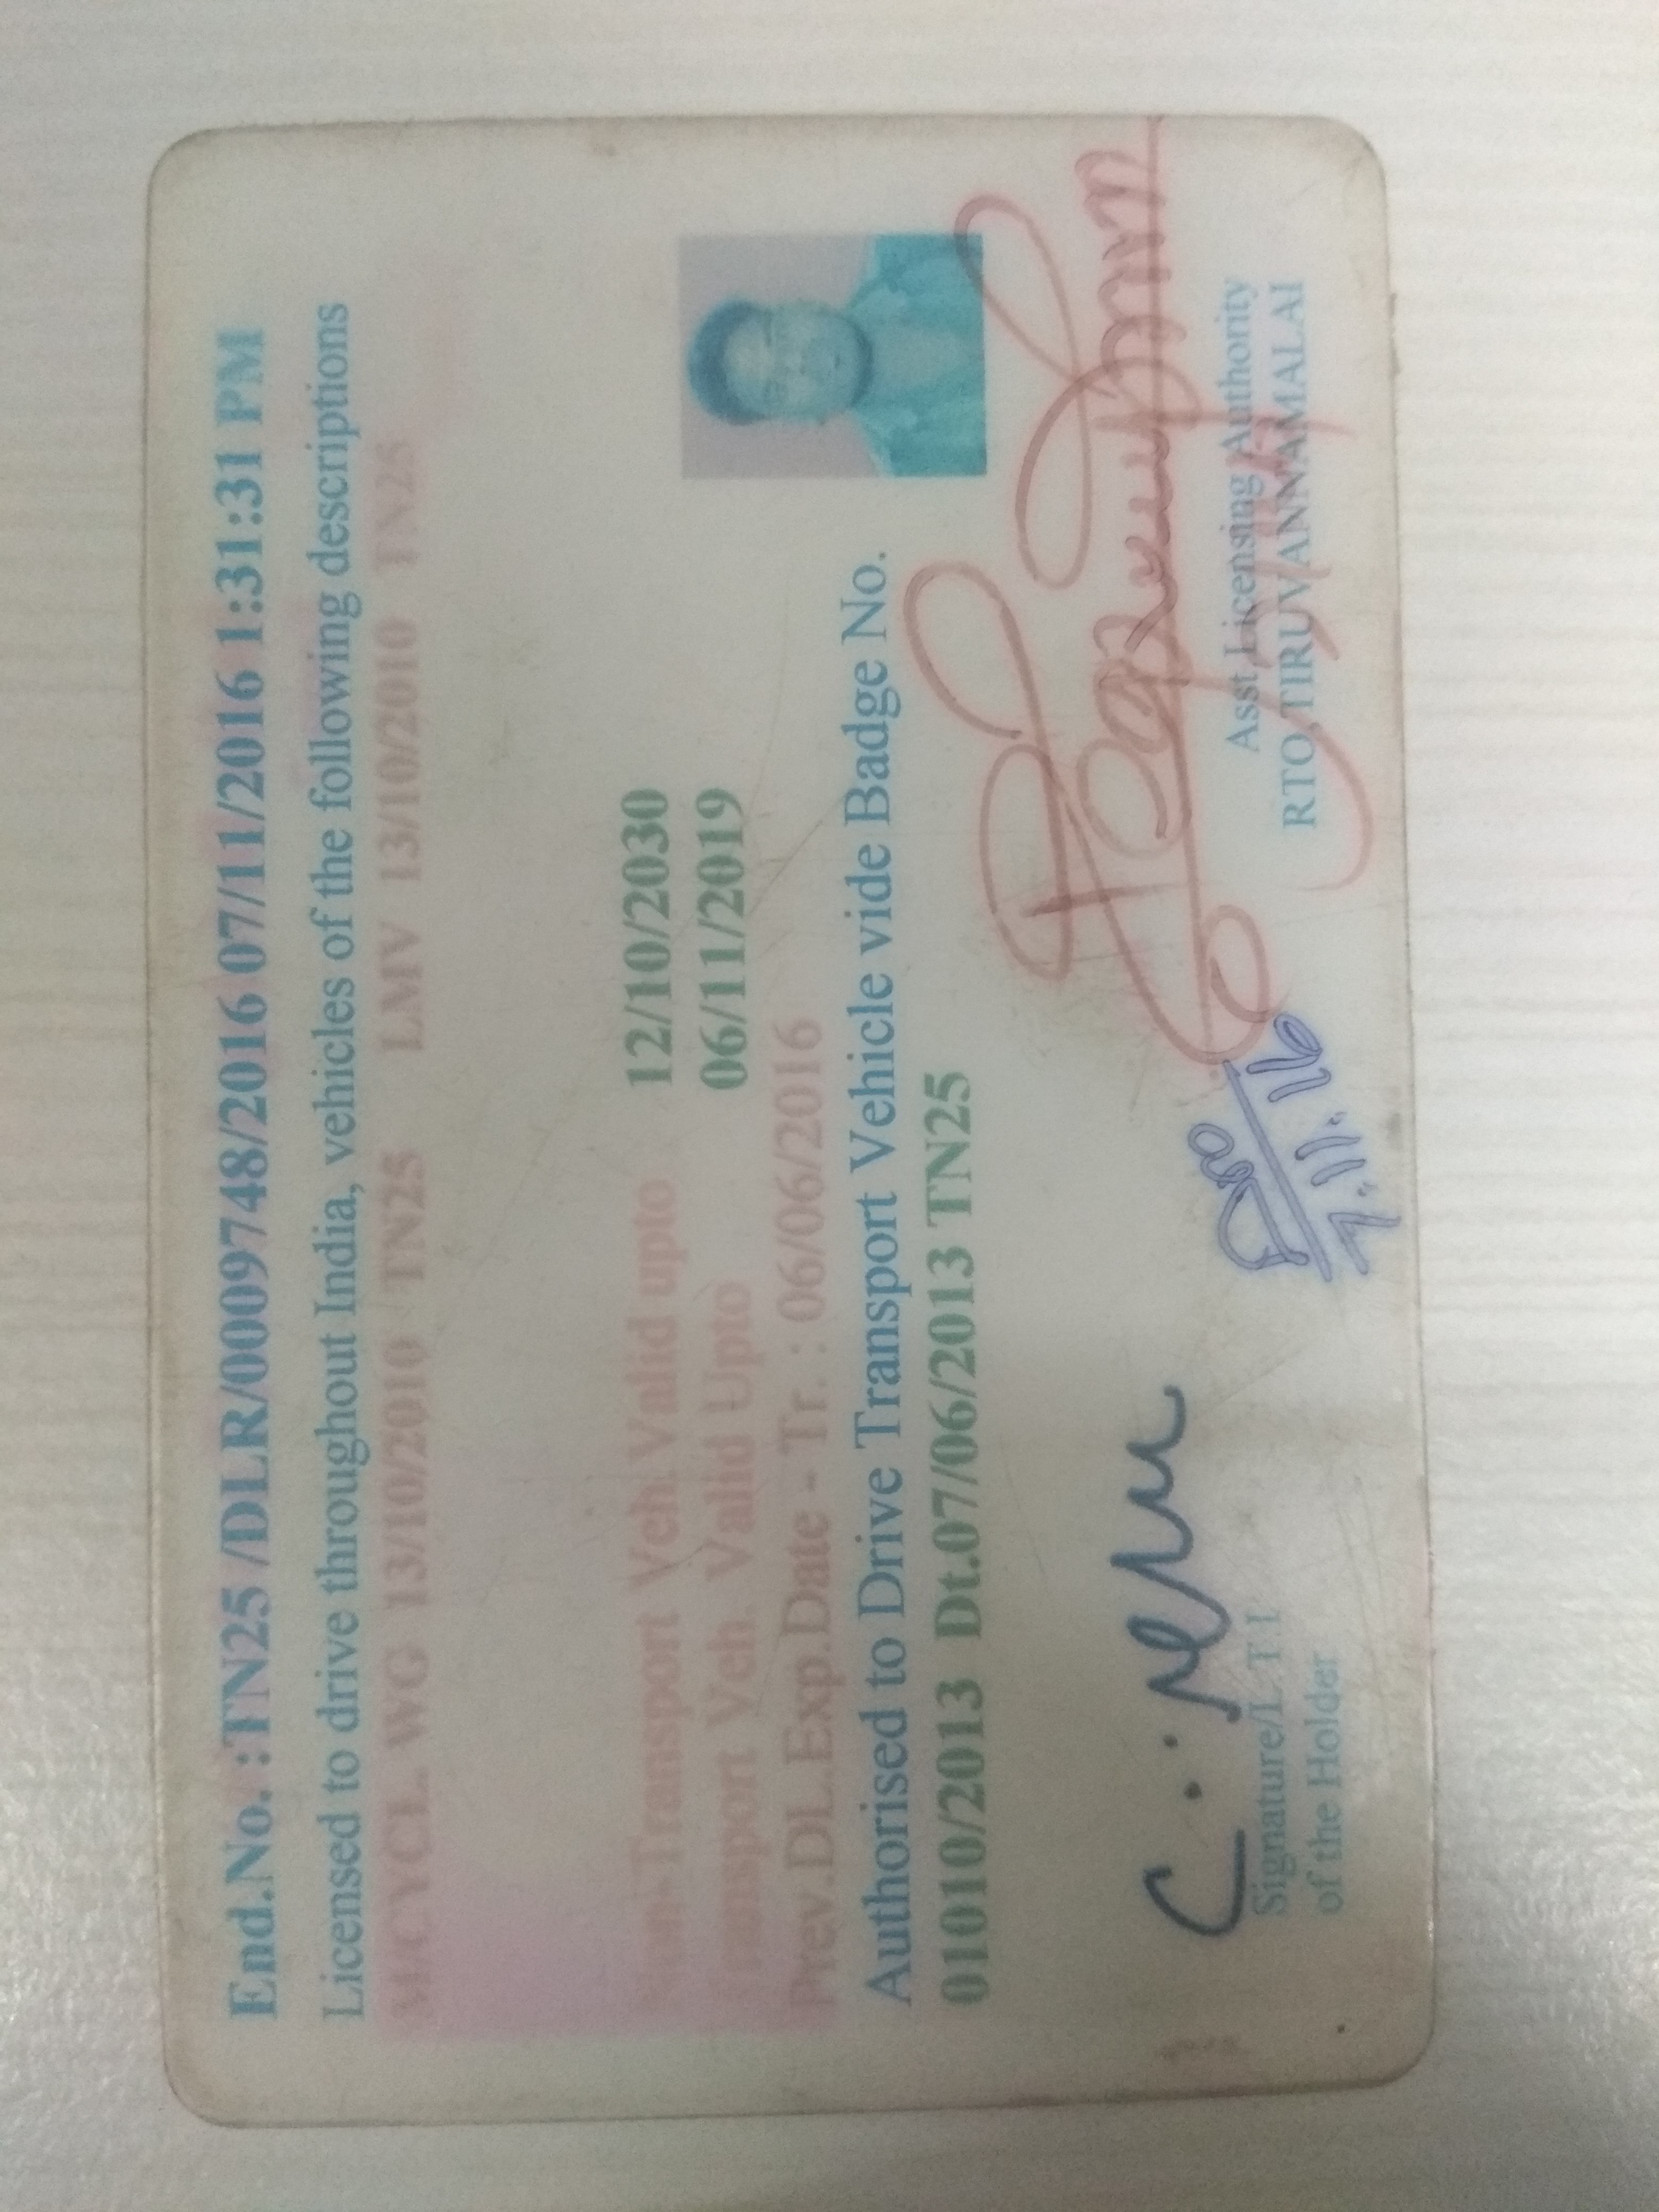 End.No. :TN25 /DLR/0009748/2016 07/11/2016 1:31:31 PM
Licensed to drive throughout India, vehicles of the following descriptions
MCYCL. WG 13/10/2010 TN25 LMV 13/10/2010 TN25
Non-Transport Veh.Valid upto 12/10/2030
Transport Veh. Valid Upto 06/11/2019
Prev.DL.Exp.Date - Tr. : 06/06/2016
Authorised to Drive Transport Vehicle vide Badge No.
01010/2013 Dt.07/06/2013 TN25
7.11.16
Signature/L.T.I.
of the Holder
Asst Licensing Authority
RTO,TIRUVANNAMALAI